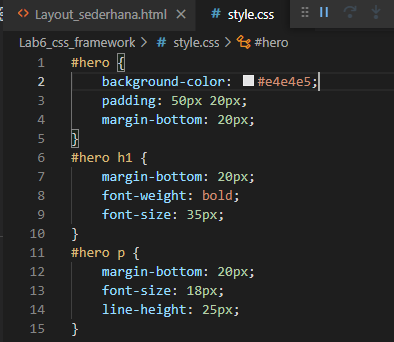 <> Layout_sederhana.html # style.css
Lab6_css_framework > # style.css > #hero
1 #hero {
2 background-color: #e4e4e5;
3 padding: 50px 20px;
4 margin-bottom: 20px;
5 }
6 #hero h1 {
7 margin-bottom: 20px;
8 font-weight: bold;
9 font-size: 35px;
10 }
11 #hero p {
12 margin-bottom: 20px;
13 font-size: 18px;
14 line-height: 25px;
15 }